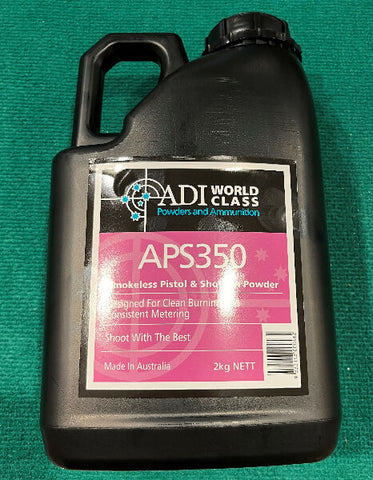 ADI WORLD CLASS
Powders and Ammunition
APS350
Smokeless Pistol & Shotgun Powder
Designed For Clean Burning
Consistent Metering
Shoot With The Best
Made In Australia 2kg NETT